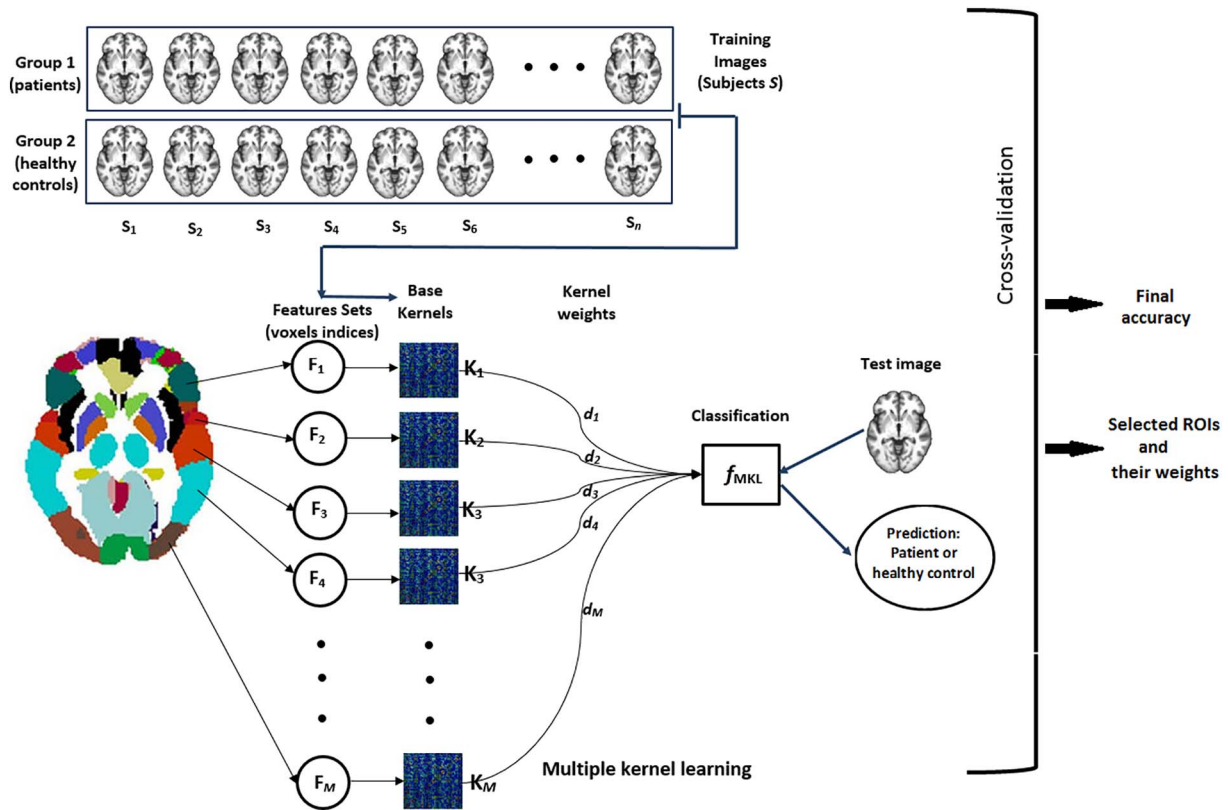 Group 1
(patients)
Training
Images
(Subjects S)
Group 2
(healthy
controls)
S1
S2
S3
S4
S5
S6
Sn
Cross-validation
Features Sets
(voxels indices)
Base
Kernels
Kernel
weights
F1
K1
d1
F2
K2
d2
F3
K3
d3
F4
K3
d4
FM
KM
dM
Classification
fMKL
Test image
Prediction:
Patient or
healthy control
Multiple kernel learning
Final
accuracy
Selected ROIs
and
their weights